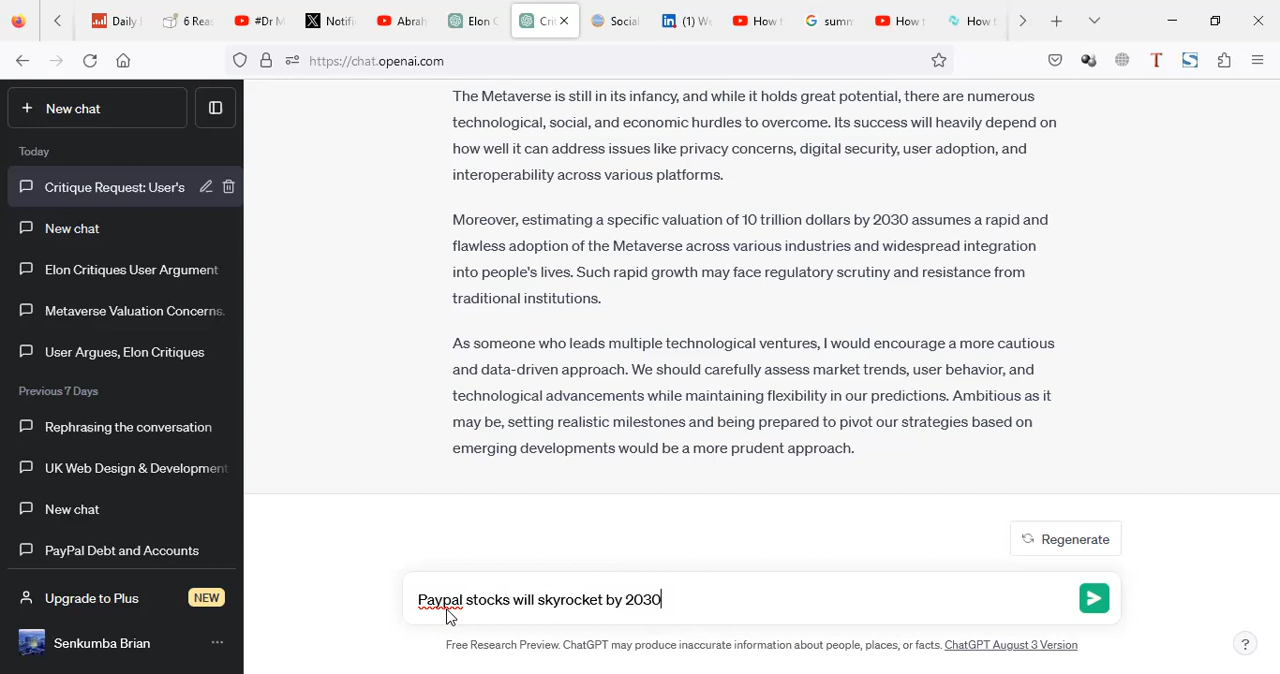 Daily
6 Rea
#Dr M
Notifi
Abrah
Elon C
Crit
Social
(1) W
How t
summ
How t
How t
https://chat.openai.com
New chat
Today
Critique Request: User's
New chat
Elon Critiques User Argument
Metaverse Valuation Concerns.
User Argues, Elon Critiques
Previous 7 Days
Rephrasing the conversation
UK Web Design & Development
New chat
PayPal Debt and Accounts
Upgrade to Plus
NEW
Senkumba Brian
The Metaverse is still in its infancy, and while it holds great potential, there are numerous
technological, social, and economic hurdles to overcome. Its success will heavily depend on
how well it can address issues like privacy concerns, digital security, user adoption, and
interoperability across various platforms.
Moreover, estimating a specific valuation of 10 trillion dollars by 2030 assumes a rapid and
flawless adoption of the Metaverse across various industries and widespread integration
into people's lives. Such rapid growth may face regulatory scrutiny and resistance from
traditional institutions.
As someone who leads multiple technological ventures, I would encourage a more cautious
and data-driven approach. We should carefully assess market trends, user behavior, and
technological advancements while maintaining flexibility in our predictions. Ambitious as it
may be, setting realistic milestones and being prepared to pivot our strategies based on
emerging developments would be a more prudent approach.
Regenerate
Paypal stocks will skyrocket by 2030
Free Research Preview. ChatGPT may produce inaccurate information about people, places, or facts. ChatGPT August 3 Version
?